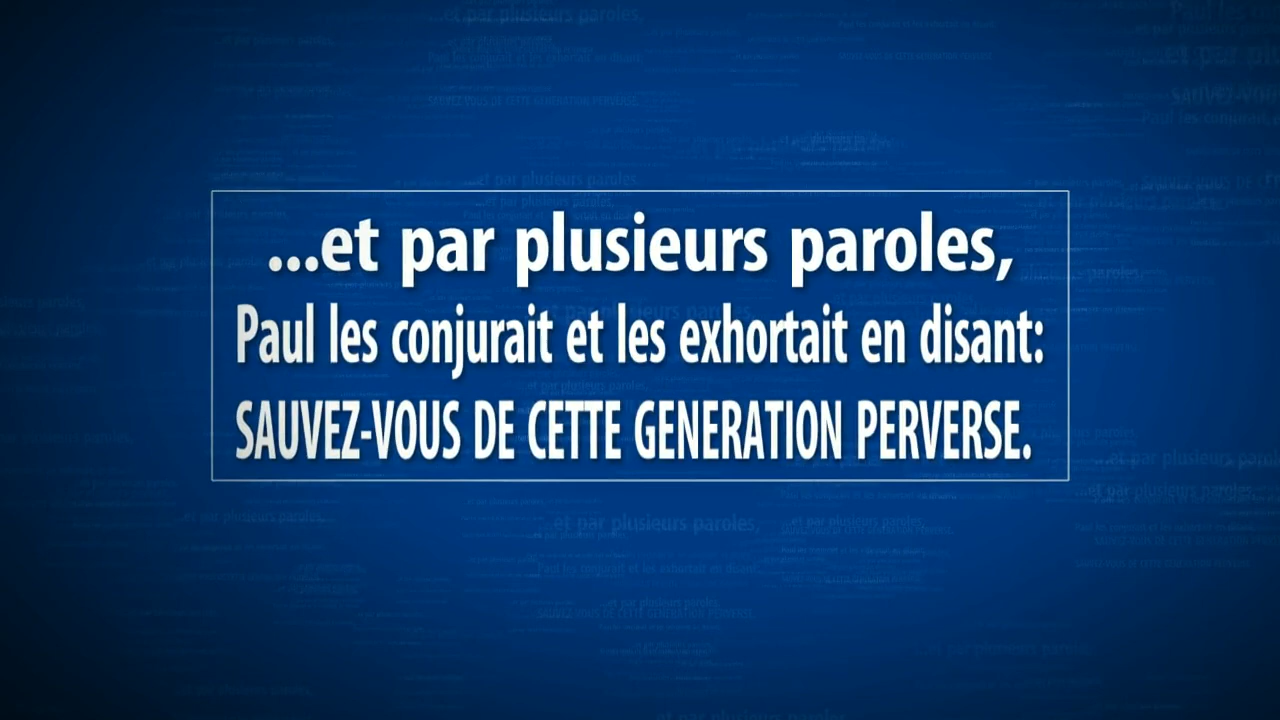 ...et par plusieurs paroles,
Paul les conjurait et les exhortait en disant:
SAUVEZ-VOUS DE CETTE GENERATION PERVERSE.